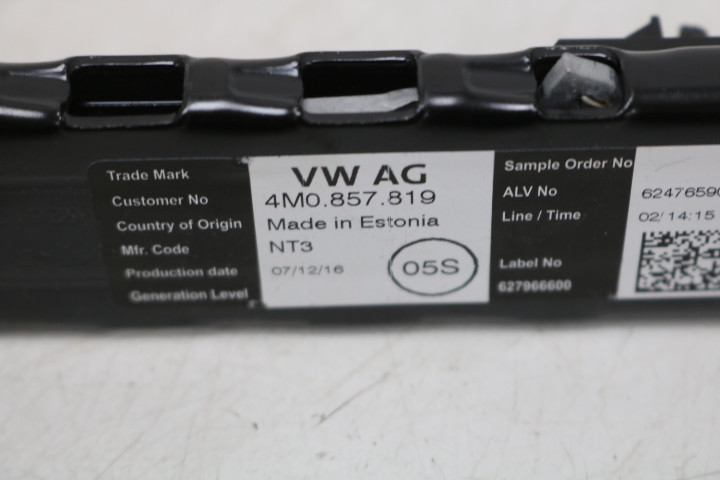 Trade Mark VW AG
Customer No 4M0.857.819
Country of Origin Made in Estonia
Mfr. Code NT3
Production date 07/12/16
Generation Level
05S
Sample Order No
ALV No
Line / Time 02/14:15
Label No
627966600